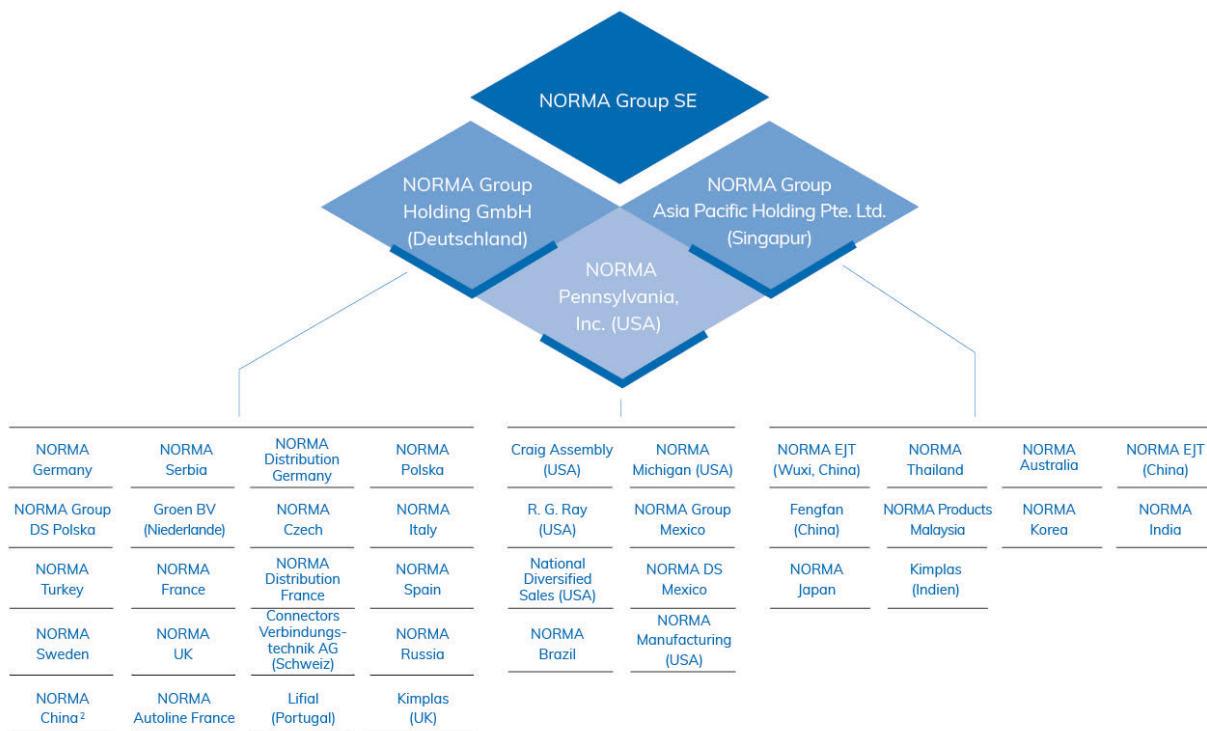 NORMA Group SE
NORMA Group
Holding GmbH
(Deutschland)
NORMA Group
Asia Pacific Holding Pte. Ltd.
(Singapur)
NORMA
Pennsylvania,
Inc. (USA)
NORMA
Germany
NORMA
Serbia
NORMA
Distribution
Germany
NORMA
Polska
NORMA Group
DS Polska
Groen BV
(Niederlande)
NORMA
Czech
NORMA
Italy
NORMA
Turkey
NORMA
France
NORMA
Distribution
France
NORMA
Spain
NORMA
Sweden
NORMA
UK
Connectors
Verbindungs-
technik AG
(Schweiz)
NORMA
Russia
NORMA
China²
NORMA
Autoline France
Lifial
(Portugal)
Kimplas
(UK)
Craig Assembly
(USA)
NORMA
Michigan (USA)
R. G. Ray
(USA)
NORMA Group
Mexico
National
Diversified
Sales (USA)
NORMA DS
Mexico
NORMA
Brazil
NORMA
Manufacturing
(USA)
NORMA EJT
(Wuxi, China)
NORMA
Thailand
NORMA
Australia
NORMA EJT
(China)
Fengfan
(China)
NORMA Products
Malaysia
NORMA
Korea
NORMA
India
NORMA
Japan
Kimplas
(Indien)